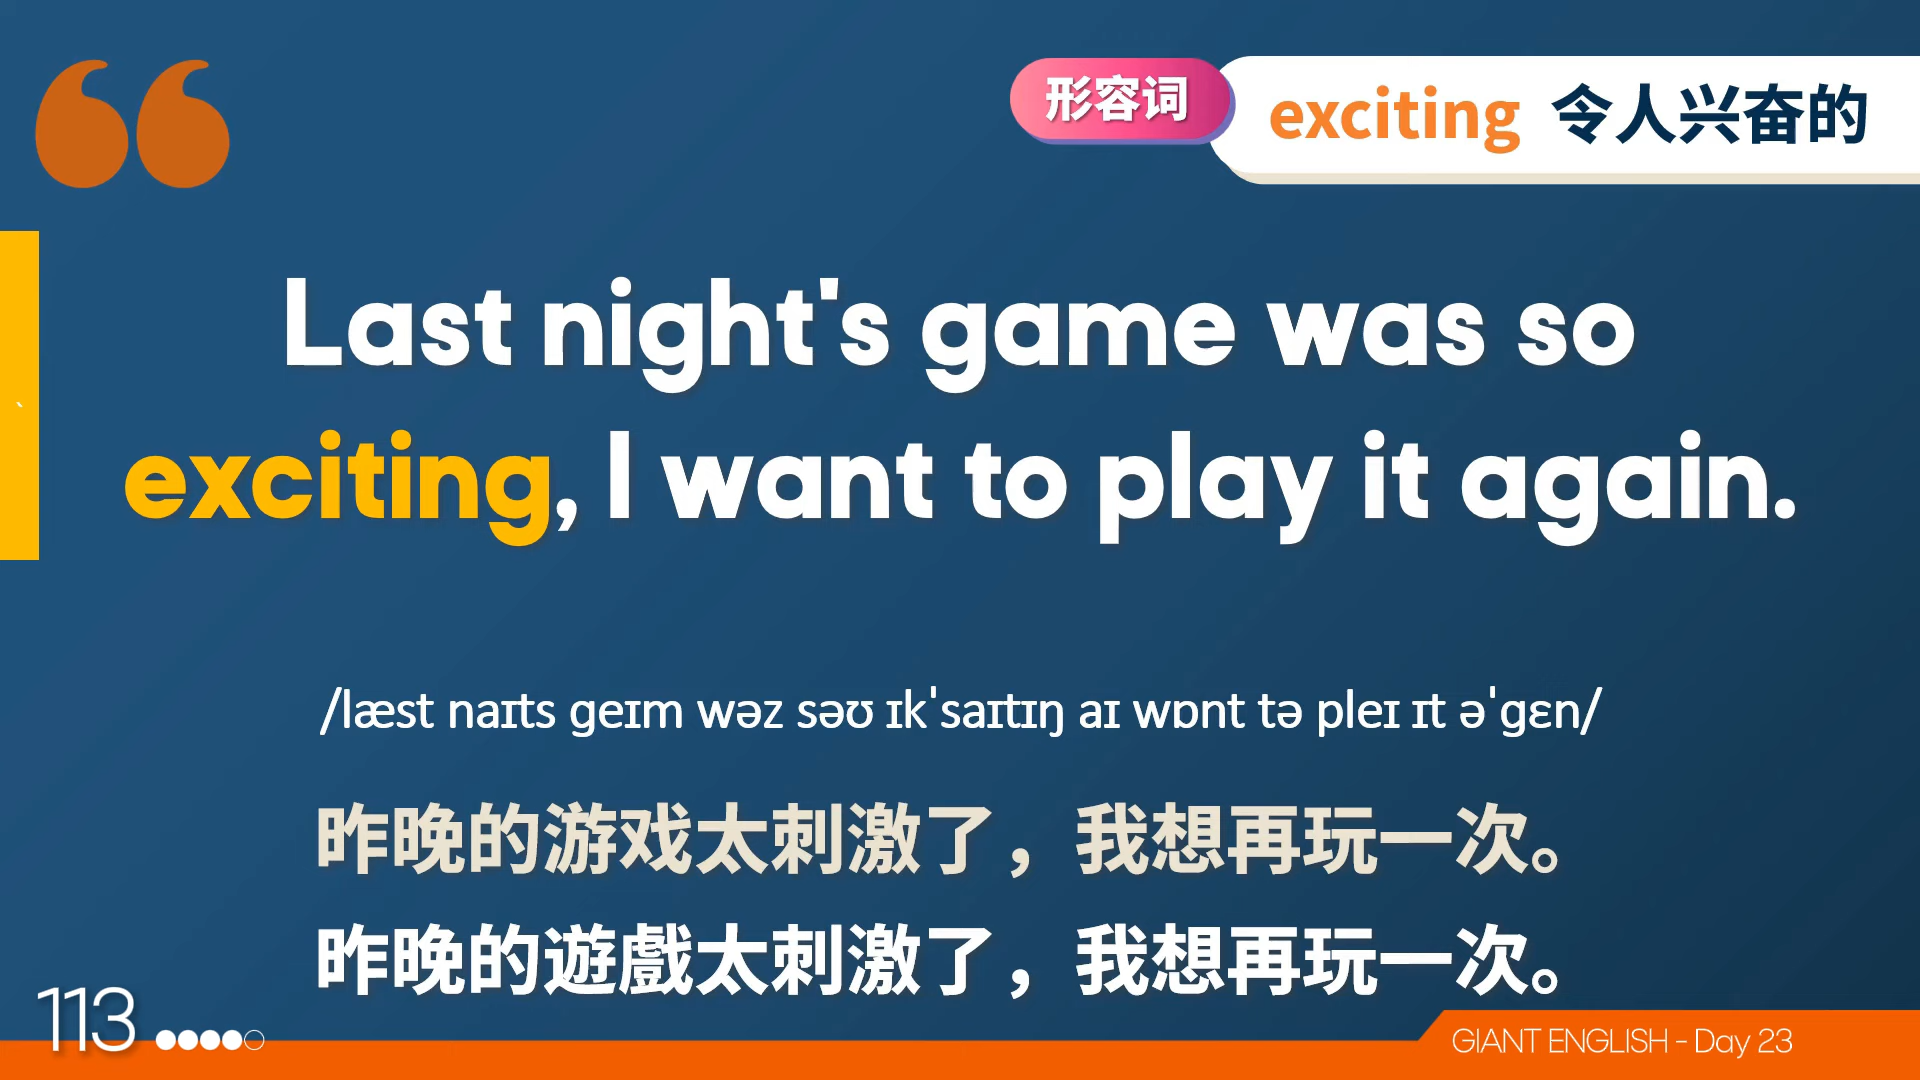 形容词
exciting 令人兴奋的
Last night's game was so
exciting, I want to play it again.
/læst naɪts geɪm wəz səʊ ɪkˈsaɪtɪŋ aɪ wɒnt tə pleɪ ɪt əˈgɛn/
昨晚的游戏太刺激了，我想再玩一次。
昨晚的遊戲太刺激了，我想再玩一次。
113
GIANT ENGLISH - Day 23